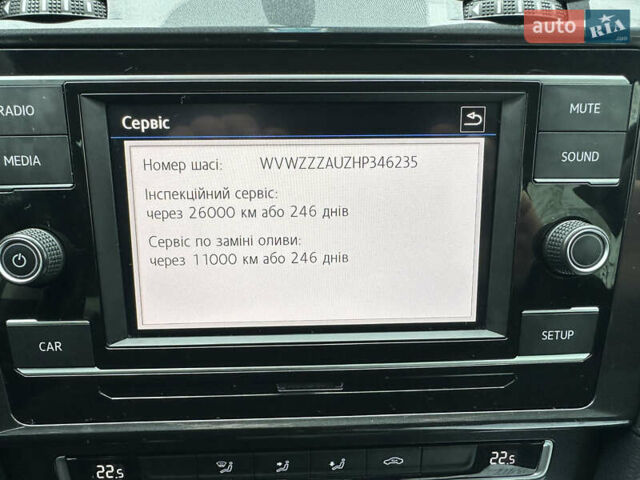 auto RIA .com
RADIO
MUTE
Сервіс
MEDIA
SOUND
Номер шасі: WVWZZZAUZHP346235
Інспекційний сервіс:
через 26000 км або 246 днів
Сервіс по заміні оливи:
через 11000 км або 246 днів
CAR
SETUP
22.5
22.5